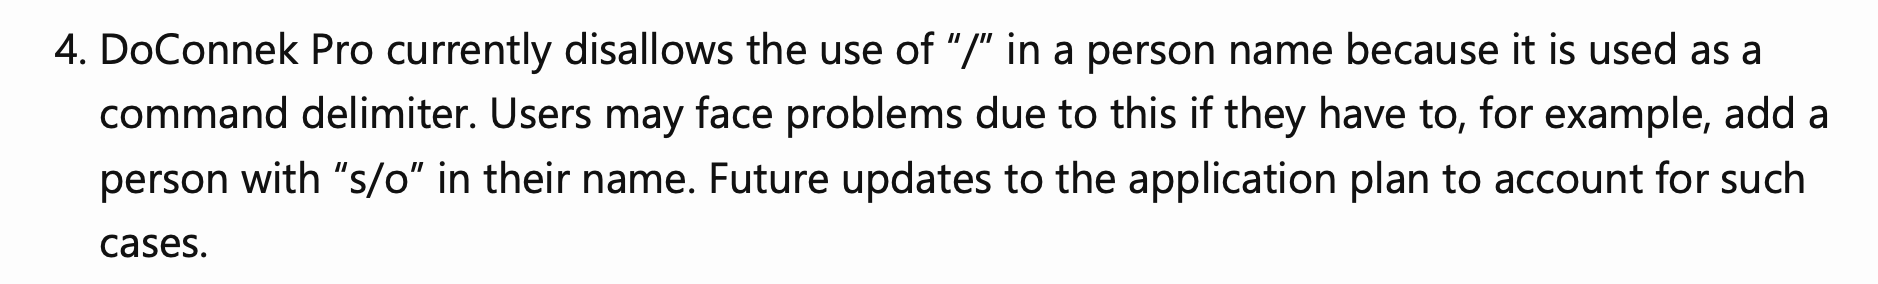 4. DoConnek Pro currently disallows the use of “/” in a person name because it is used as a
command delimiter. Users may face problems due to this if they have to, for example, add a
person with “s/o” in their name. Future updates to the application plan to account for such
cases.